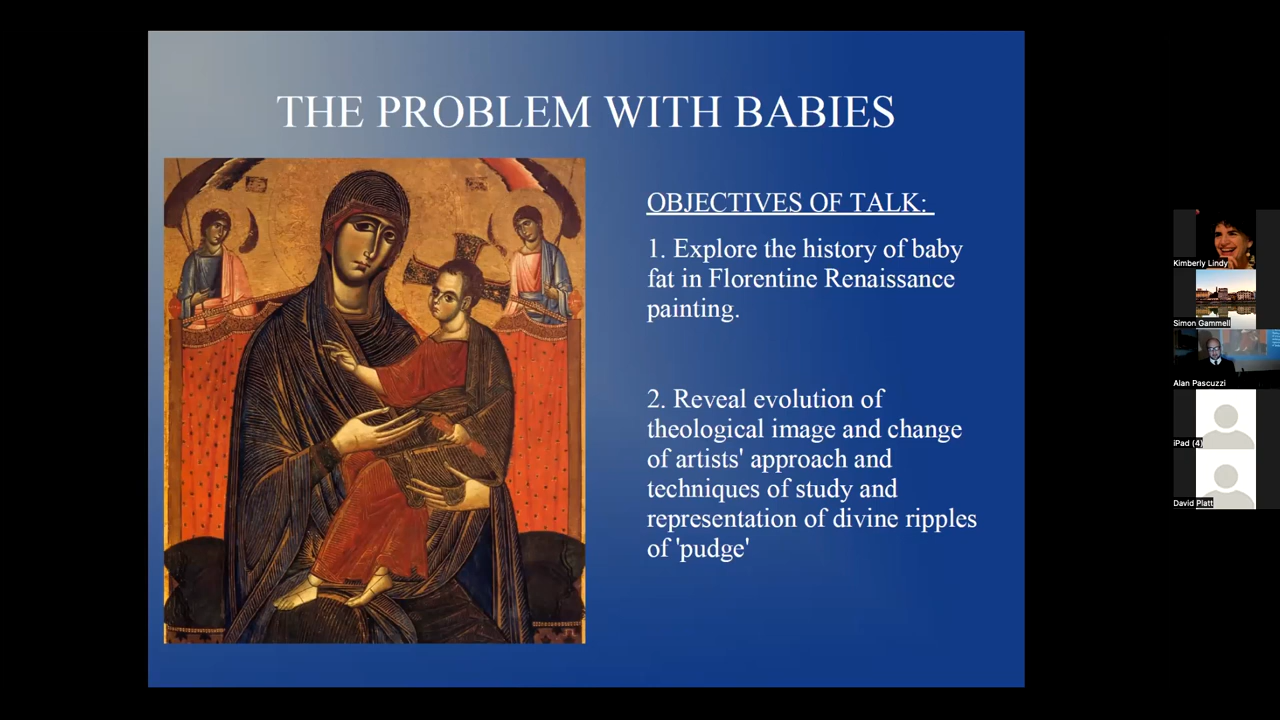 THE PROBLEM WITH BABIES
OBJECTIVES OF TALK:
1. Explore the history of baby
fat in Florentine Renaissance
painting.
2. Reveal evolution of
theological image and change
of artists' approach and
techniques of study and
representation of divine ripples
of 'pudge'
Kimberly Lindy
Simon Gammell
Alan Pascuzzi
iPad (4)
David Platt